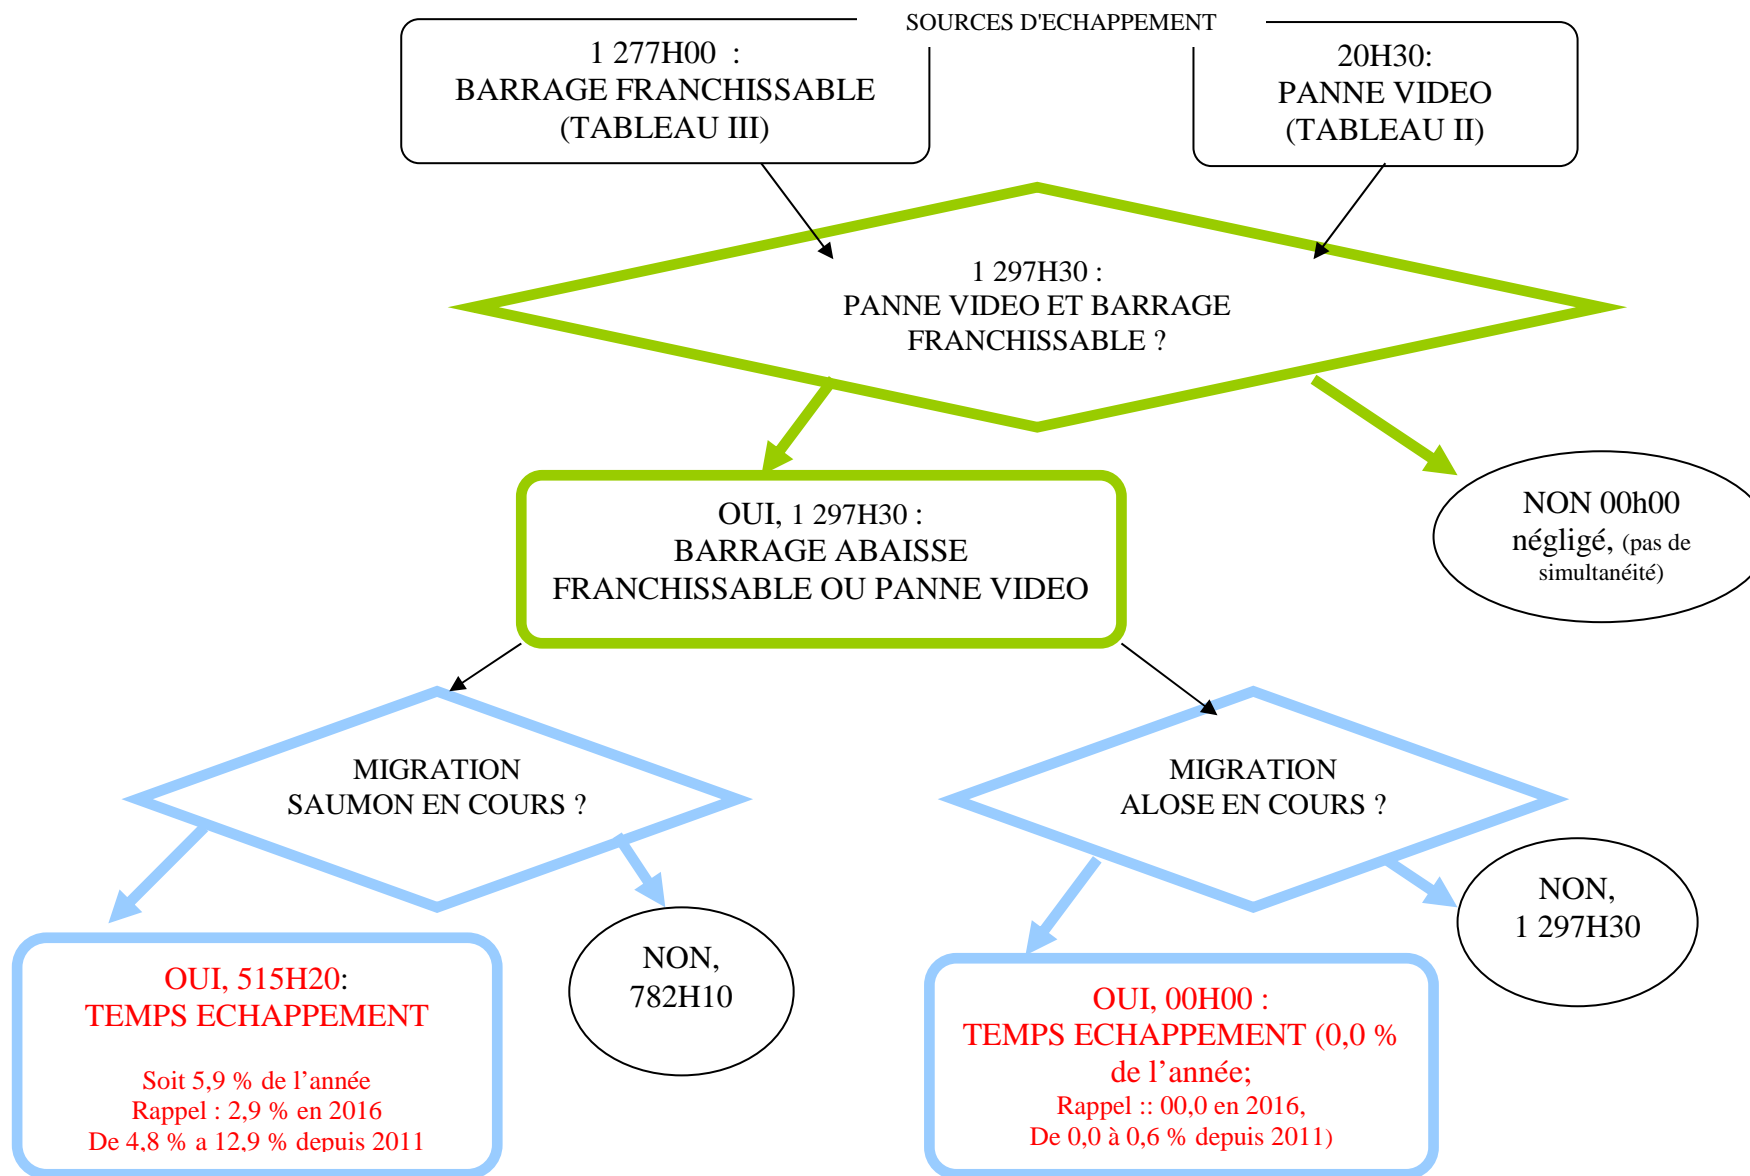 SOURCES D'ECHAPPEMENT
1 277H00 :
BARRAGE FRANCHISSABLE
(TABLEAU III)
20H30:
PANNE VIDEO
(TABLEAU II)
1 297H30 :
PANNE VIDEO ET BARRAGE
FRANCHISSABLE ?
OUI, 1 297H30 :
BARRAGE ABAISSE
FRANCHISSABLE OU PANNE VIDEO
NON 00h00
négligé, (pas de
simultanéité)
MIGRATION
SAUMON EN COURS ?
MIGRATION
ALOSE EN COURS ?
OUI, 515H20:
TEMPS ECHAPPEMENT
Soit 5,9 % de l’année
Rappel : 2,9 % en 2016
De 4,8 % a 12,9 % depuis 2011
NON,
782H10
OUI, 00H00 :
TEMPS ECHAPPEMENT (0,0 %
de l’année;
Rappel :: 00,0 en 2016,
De 0,0 à 0,6 % depuis 2011)
NON,
1 297H30